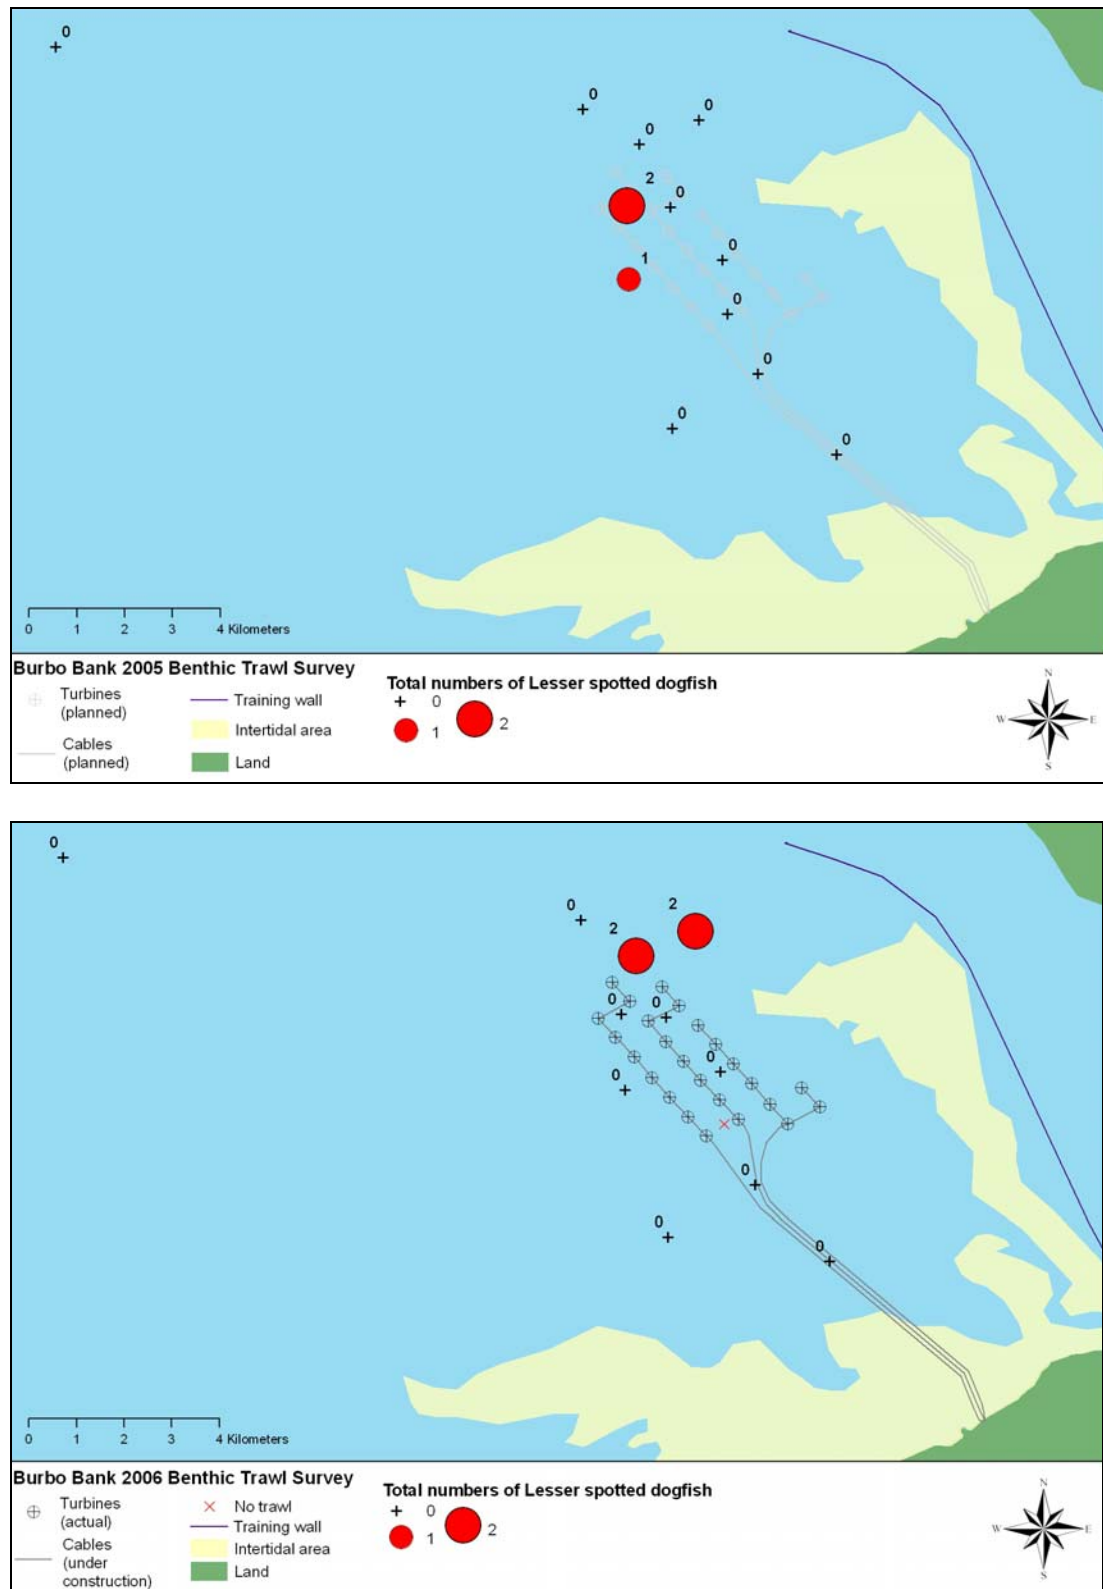 0
0
0
0
2
0
0
1
0
0
0
0
0 1 2 3 4 Kilometers
Burbo Bank 2005 Benthic Trawl Survey
Turbines
(planned)
Cables
(planned)
Training wall
Intertidal area
Land
Total numbers of Lesser spotted dogfish
0
1
2
N
W
E
S
0
0
2
2
0
0
0
0
0
0
0
0 1 2 3 4 Kilometers
Burbo Bank 2006 Benthic Trawl Survey
Turbines
(actual)
Cables
(under
construction)
No trawl
Training wall
Intertidal area
Land
Total numbers of Lesser spotted dogfish
0
1
2
N
W
E
S